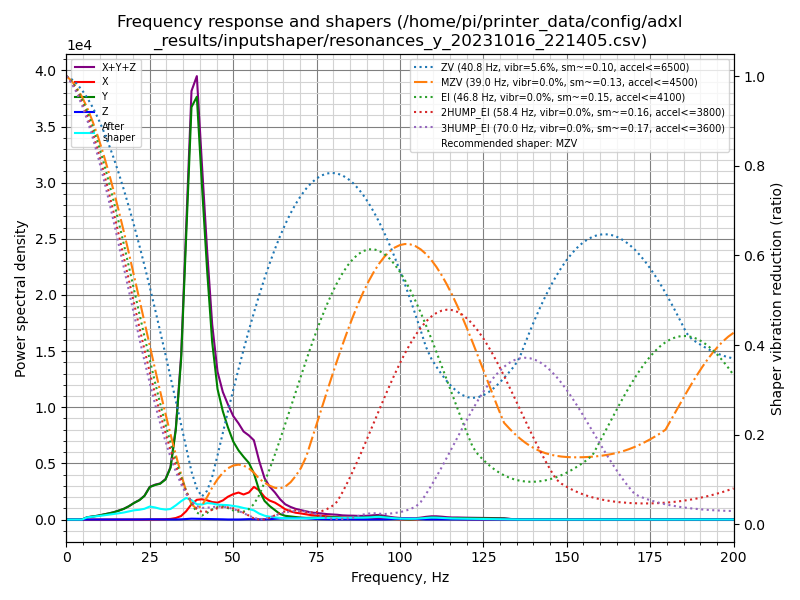 Frequency response and shapers (/home/pi/printer_data/config/adxl
_results/inputshaper/resonances_y_20231016_221405.csv)
1e4
X+Y+Z
X
Y
Z
After
shaper
ZV (40.8 Hz, vibr=5.6%, sm~=0.10, accel<=6500)
MZV (39.0 Hz, vibr=0.0%, sm~=0.13, accel<=4500)
EI (46.8 Hz, vibr=0.0%, sm~=0.15, accel<=4100)
2HUMP_EI (58.4 Hz, vibr=0.0%, sm~=0.16, accel<=3800)
3HUMP_EI (70.0 Hz, vibr=0.0%, sm~=0.17, accel<=3600)
Recommended shaper: MZV
Power spectral density
4.0
3.5
3.0
2.5
2.0
1.5
1.0
0.5
0.0
1.0
0.8
0.6
0.4
0.2
0.0
Shaper vibration reduction (ratio)
0 25 50 75 100 125 150 175 200
Frequency, Hz